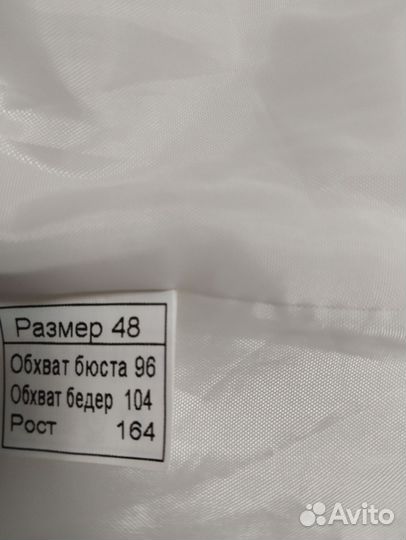 Размер 48
Обхват бюста 96
Обхват бедер 104
Рост 164
Avito